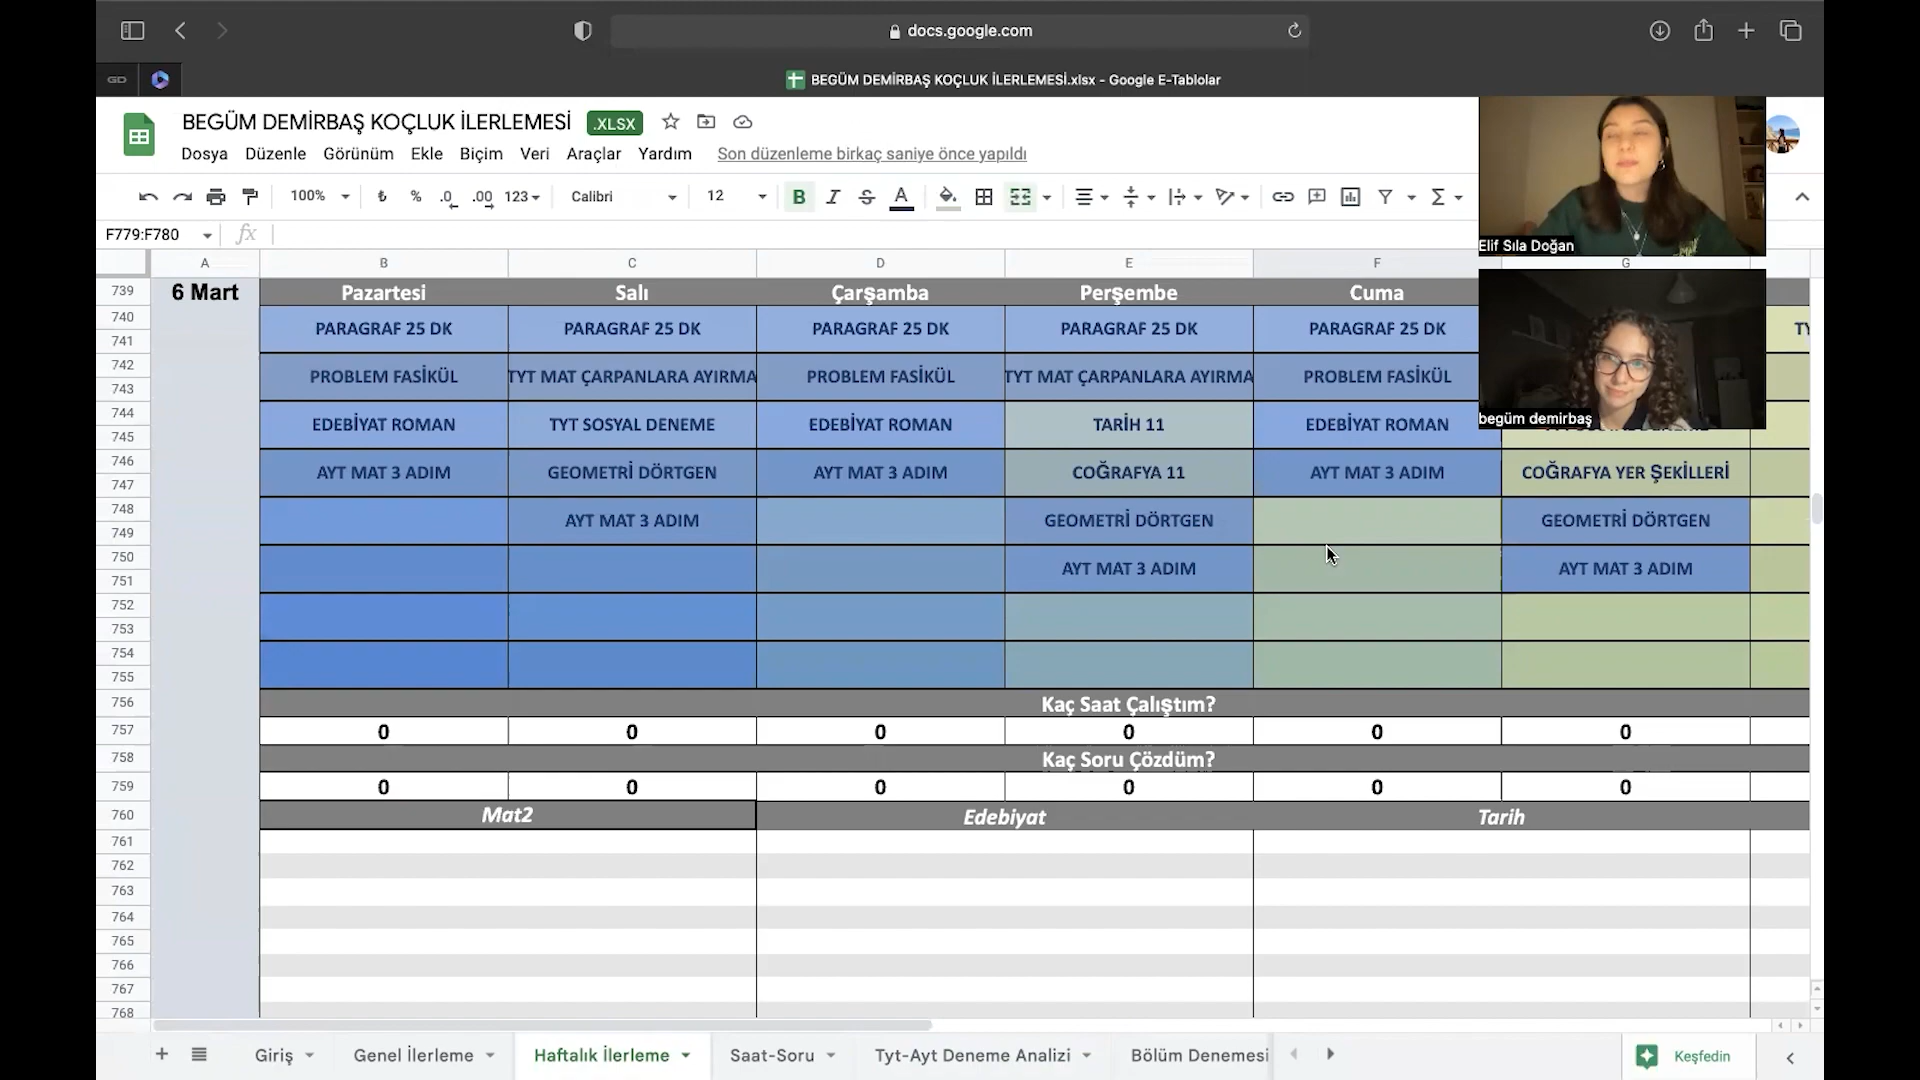 docs.google.com
GD
BEGÜM DEMİRBAŞ KOÇLUK İLERLEMESİ.xlsx - Google E-Tablolar
BEGÜM DEMİRBAŞ KOÇLUK İLERLEMESİ .XLSX
Dosya Düzenle Görünüm Ekle Biçim Veri Araçlar Yardım Son düzenleme birkaç saniye önce yapıldı
100% ₺ % .0 .00 123 Calibri 12 B I S A Σ
Elif Sıla Doğan
F779:F780 fx
A B C D E F G
739 6 Mart Pazartesi Salı Çarşamba Perşembe Cuma
740
PARAGRAF 25 DK PARAGRAF 25 DK PARAGRAF 25 DK PARAGRAF 25 DK PARAGRAF 25 DK
741
742
PROBLEM FASİKÜL TYT MAT ÇARPANLARA AYIRMA PROBLEM FASİKÜL TYT MAT ÇARPANLARA AYIRMA PROBLEM FASİKÜL
743
begüm demirbaş
744
EDEBİYAT ROMAN TYT SOSYAL DENEME EDEBİYAT ROMAN TARİH 11 EDEBİYAT ROMAN
745
746
AYT MAT 3 ADIM GEOMETRİ DÖRTGEN AYT MAT 3 ADIM COĞRAFYA 11 AYT MAT 3 ADIM COĞRAFYA YER ŞEKİLLERİ
747
748
AYT MAT 3 ADIM GEOMETRİ DÖRTGEN GEOMETRİ DÖRTGEN
749
750
AYT MAT 3 ADIM AYT MAT 3 ADIM
751
752
753
754
755
756 Kaç Saat Çalıştım?
757 0 0 0 0 0 0
758 Kaç Soru Çözdüm?
759 0 0 0 0 0 0
760 Mat2 Edebiyat Tarih
761
762
763
764
765
766
767
768
Giriş Genel İlerleme Haftalık İlerleme Saat-Soru Tyt-Ayt Deneme Analizi Bölüm Denemesi Keşfedin